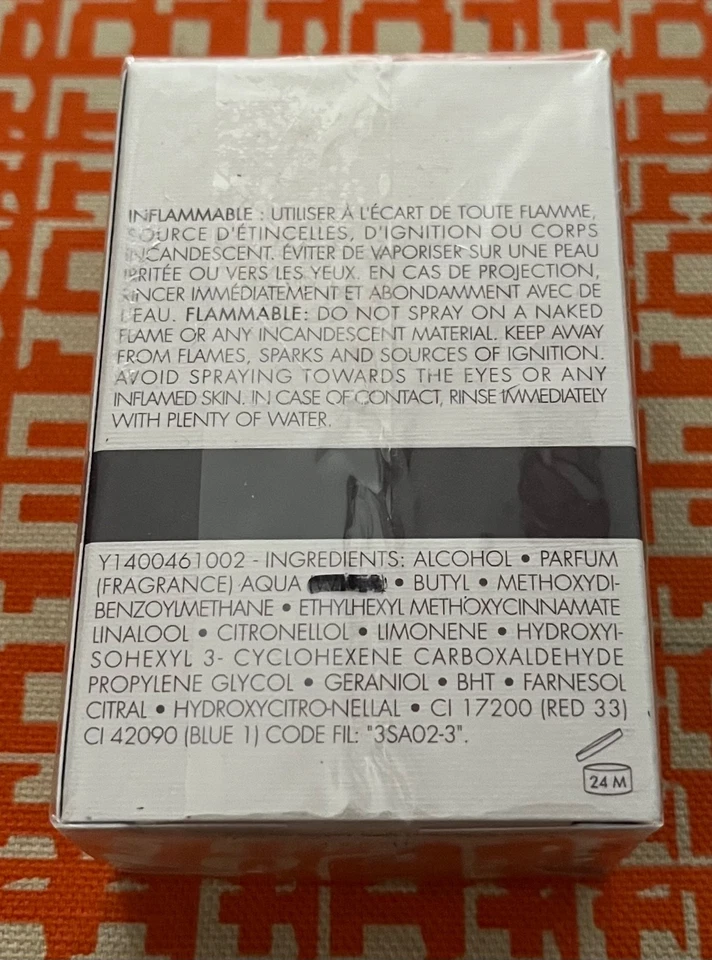 INFLAMMABLE : UTILISER À L'ÉCART DE TOUTE FLAMME,
SOURCE D'ÉTINCELLES, D'IGNITION OU CORPS
INCANDESCENT. ÉVITER DE VAPORISER SUR UNE PEAU
IRRITÉE OU VERS LES YEUX. EN CAS DE PROJECTION,
RINCER IMMÉDIATEMENT ET ABONDAMMENT AVEC DE
L'EAU. FLAMMABLE: DO NOT SPRAY ON A NAKED
FLAME OR ANY INCANDESCENT MATERIAL. KEEP AWAY
FROM FLAMES, SPARKS AND SOURCES OF IGNITION.
AVOID SPRAYING TOWARDS THE EYES OR ANY
INFLAMED SKIN. IN CASE OF CONTACT, RINSE IMMEDIATELY
WITH PLENTY OF WATER.
Y1400461002 - INGREDIENTS: ALCOHOL • PARFUM
(FRAGRANCE) AQUA • BUTYL • METHOXYDI-
BENZOYLMETHANE • ETHYLHEXYL METHOXYCINNAMATE
LINALOOL • CITRONELLOL • LIMONENE • HYDROXYI-
SOHEXYL 3- CYCLOHEXENE CARBOXALDEHYDE
PROPYLENE GLYCOL • GERANIOL • BHT • FARNESOL
CITRAL • HYDROXYCITRO-NELLAL • CI 17200 (RED 33)
CI 42090 (BLUE 1) CODE FIL: "3SA02-3".
24 M